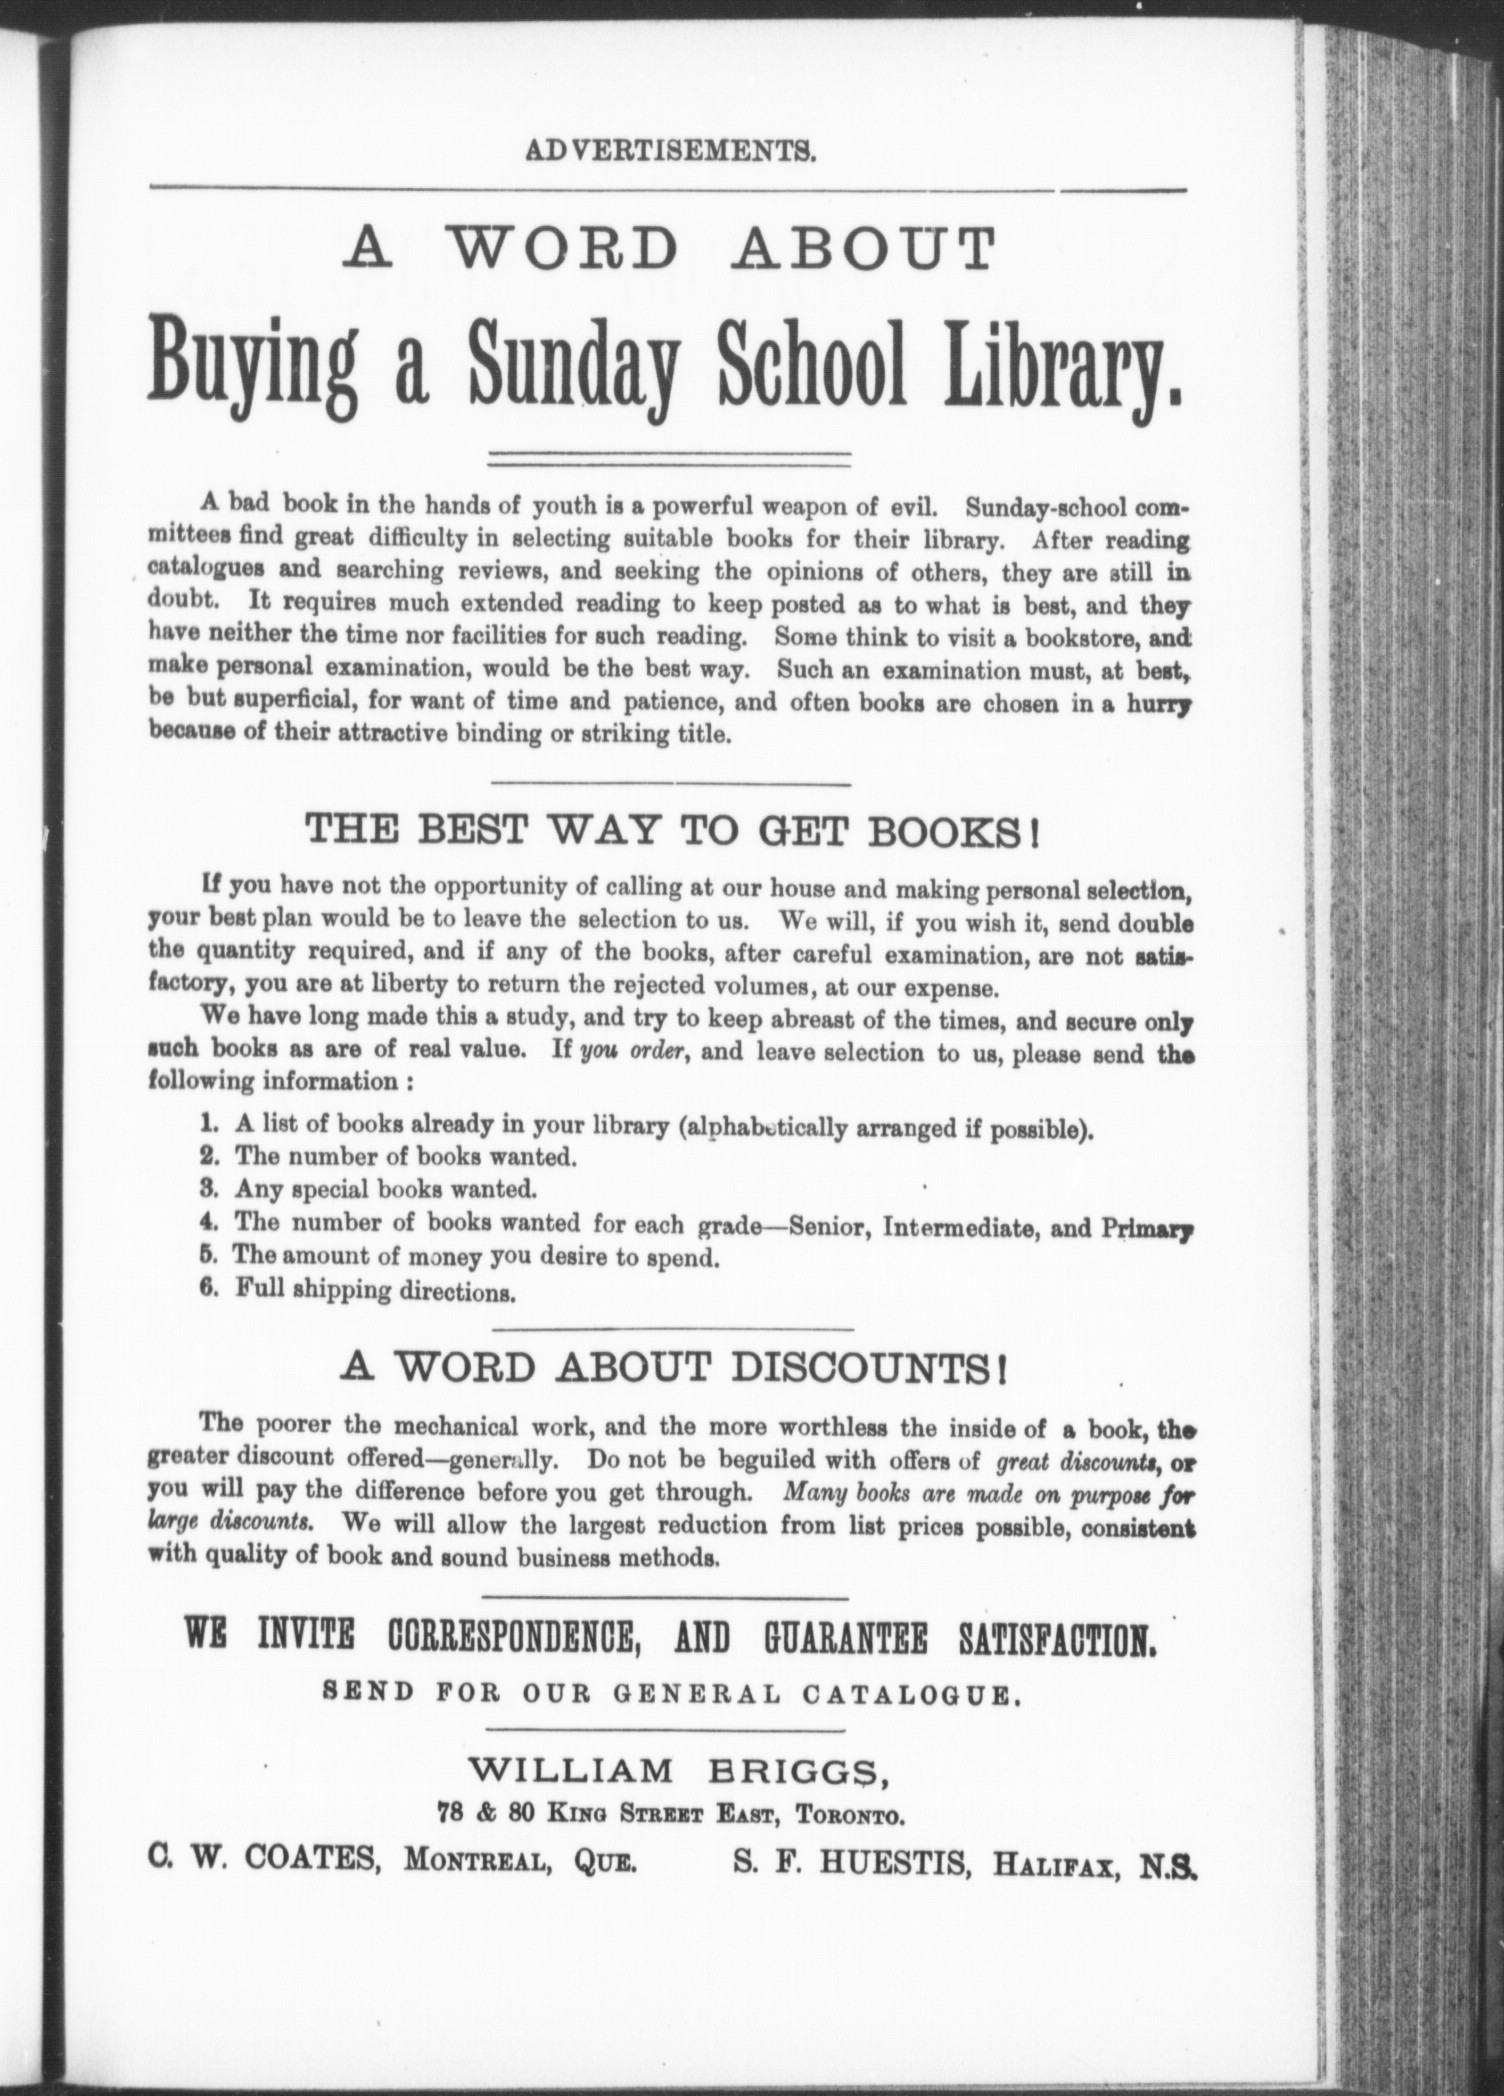 ADVERTISEMENTS.
A WORD ABOUT
Buying a Sunday School Library.
A bad book in the hands of youth is a powerful weapon of evil. Sunday-school com-
mittees find great difficulty in selecting suitable books for their library. After reading
catalogues and searching reviews, and seeking the opinions of others, they are still in
doubt. It requires much extended reading to keep posted as to what is best, and they
have neither the time nor facilities for such reading. Some think to visit a bookstore, and
make personal examination, would be the best way. Such an examination must, at best,
be but superficial, for want of time and patience, and often books are chosen in a hurry
because of their attractive binding or striking title.
THE BEST WAY TO GET BOOKS!
If you have not the opportunity of calling at our house and making personal selection,
your best plan would be to leave the selection to us. We will, if you wish it, send double
the quantity required, and if any of the books, after careful examination, are not satis-
factory, you are at liberty to return the rejected volumes, at our expense.
We have long made this a study, and try to keep abreast of the times, and secure only
such books as are of real value. If you order, and leave selection to us, please send the
following information :
1. A list of books already in your library (alphabetically arranged if possible).
2. The number of books wanted.
3. Any special books wanted.
4. The number of books wanted for each grade—Senior, Intermediate, and Primary
5. The amount of money you desire to spend.
6. Full shipping directions.
A WORD ABOUT DISCOUNTS!
The poorer the mechanical work, and the more worthless the inside of a book, the
greater discount offered—generally. Do not be beguiled with offers of great discounts, or
you will pay the difference before you get through. Many books are made on purpose for
large discounts. We will allow the largest reduction from list prices possible, consistent
with quality of book and sound business methods.
WE INVITE CORRESPONDENCE, AND GUARANTEE SATISFACTION.
SEND FOR OUR GENERAL CATALOGUE.
WILLIAM BRIGGS,
78 & 80 KING STREET EAST, TORONTO.
C. W. COATES, MONTREAL, QUE. S. F. HUESTIS, HALIFAX, N.S.